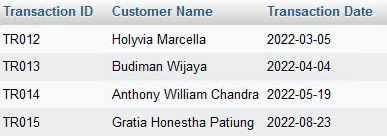 Transaction ID Customer Name Transaction Date
TR012 Holyvia Marcella 2022-03-05
TR013 Budiman Wijaya 2022-04-04
TR014 Anthony William Chandra 2022-05-19
TR015 Gratia Honestha Patiung 2022-08-23